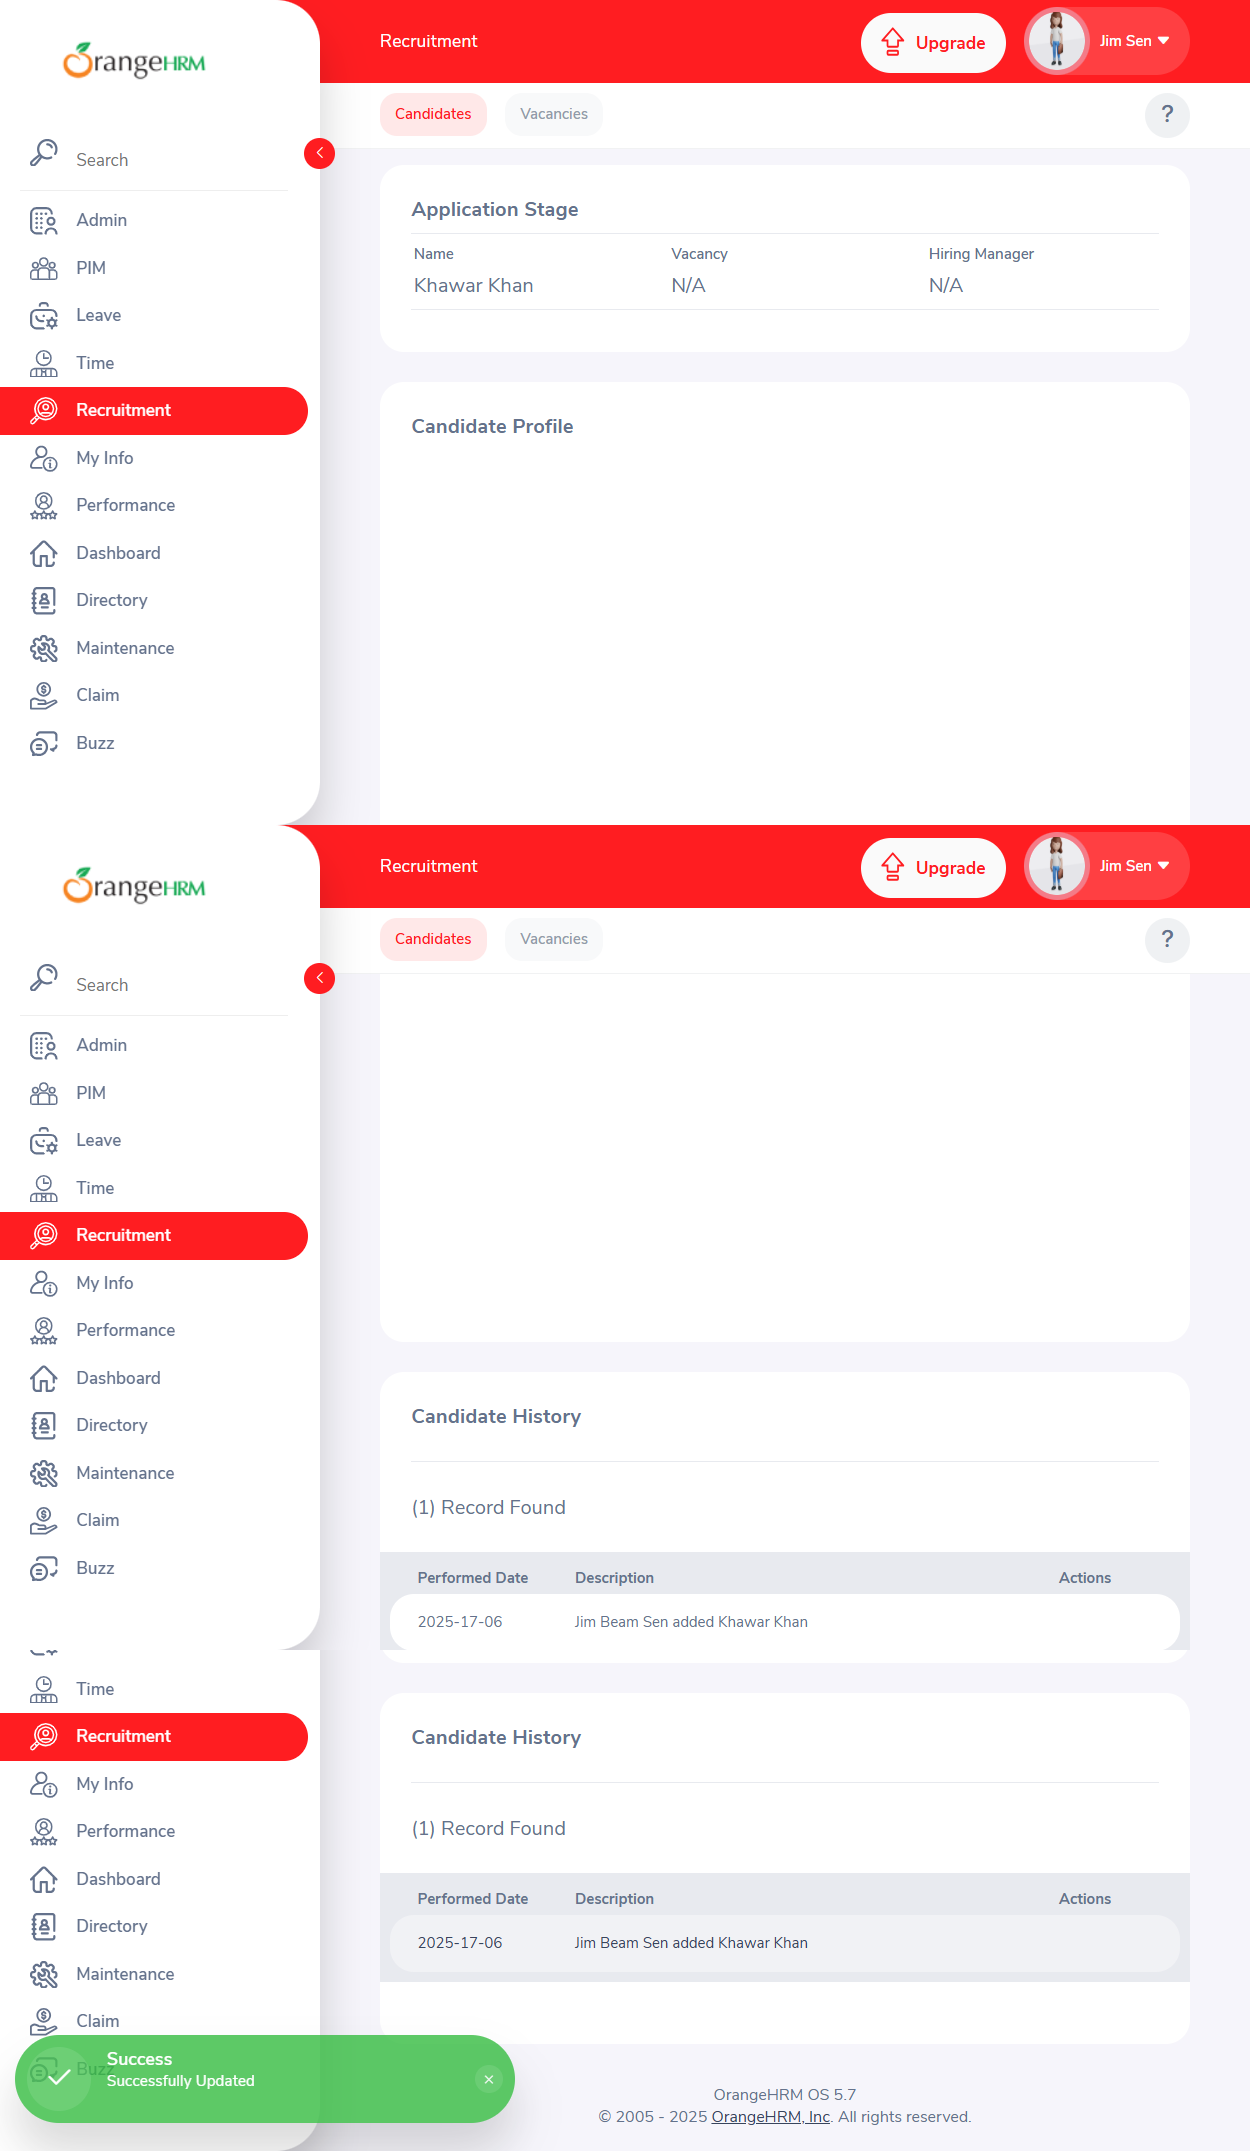 OrangeHRM
Recruitment
Upgrade
Jim Sen
Candidates
Vacancies
?
Search
Admin
PIM
Leave
Time
Recruitment
My Info
Performance
Dashboard
Directory
Maintenance
Claim
Buzz
Application Stage
Name
Vacancy
Hiring Manager
Khawar Khan
N/A
N/A
Candidate Profile
OrangeHRM
Recruitment
Upgrade
Jim Sen
Candidates
Vacancies
?
Search
Admin
PIM
Leave
Time
Recruitment
My Info
Performance
Dashboard
Directory
Maintenance
Claim
Buzz
Candidate History
(1) Record Found
Performed Date
Description
Actions
2025-17-06
Jim Beam Sen added Khawar Khan
Time
Recruitment
My Info
Performance
Dashboard
Directory
Maintenance
Claim
Buzz
Candidate History
(1) Record Found
Performed Date
Description
Actions
2025-17-06
Jim Beam Sen added Khawar Khan
Success
Successfully Updated
OrangeHRM OS 5.7
© 2005 - 2025 OrangeHRM, Inc. All rights reserved.